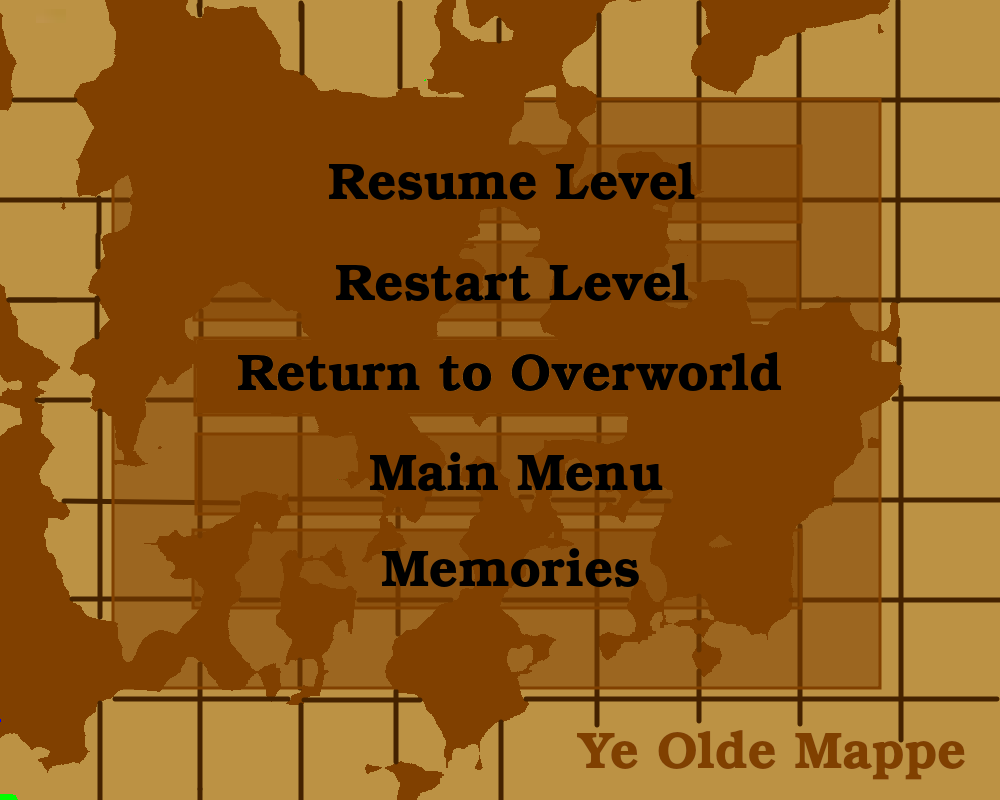 Resume Level
Restart Level
Return to Overworld
Main Menu
Memories
Ye Olde Mappe